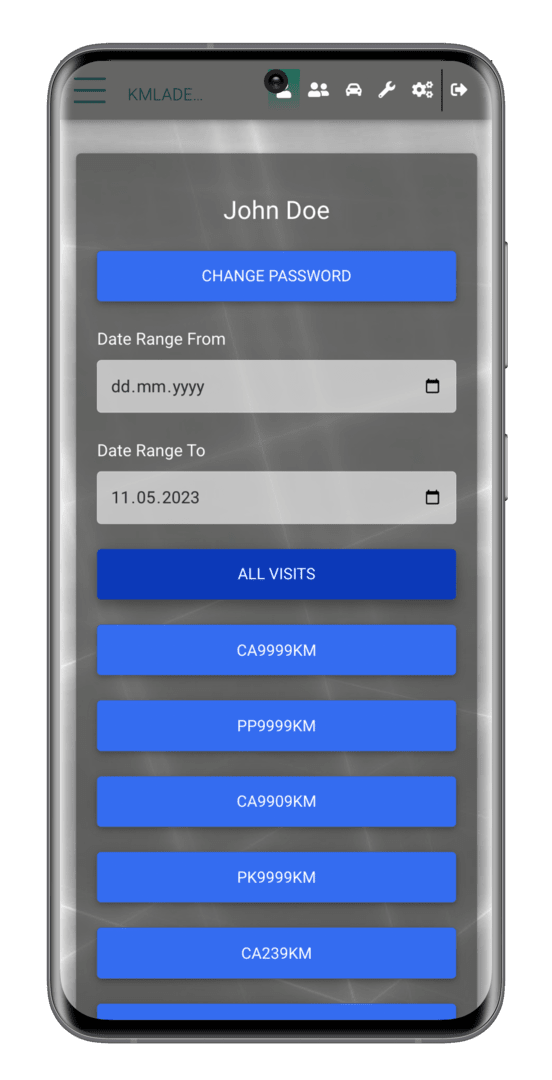 KMLADE...
John Doe
CHANGE PASSWORD
Date Range From
dd.mm.yyyy
Date Range To
11.05.2023
ALL VISITS
CA9999KM
PP9999KM
CA9909KM
PK9999KM
CA239KM